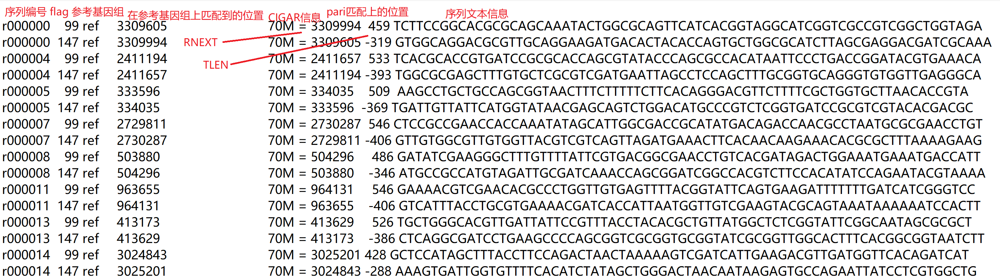 序列编号 flag 参考基因组 在参考基因组上匹配到的位置 CIGAR信息 pari匹配上的位置 序列文本信息
r000000 99 ref 3309605 70M = 3309994 459 TCTTCCGGCACGCGCAGCAAATACTGGCGCAGTTCATCACGGTAGGCATCGGTCGCCGTCGGCTGGTAGA
RNEXT
r000000 147 ref 3309994 70M = 3309605 -319 GTGGCAGGACGCGTTGCAGGAAGATGACACTACACCAGTGCTGGCGCATCTTAGCGAGGACGATCGCAAA
r000004 99 ref 2411194 70M = 2411657 533 TCACGCACCGTGATCCGCGCACCAGCGTATACCCAGCGCCACATAATTCCCTGACCGGATACGTGAAACA
TLEN
r000004 147 ref 2411657 70M = 2411194 -393 TGGCGCGAGCTTTGTGCTCGCGTCGATGAATTAGCCTCCAGCTTTGCGGTGCAGGGTGTGGTTGAGGGCA
r000005 99 ref 333596 70M = 334035 509 AAGCCTGCTGCCAGCGGTAACTTTCTTTTTCTTCACAGGGACGTTCTTTTCGCTGGTGCTTAACACCGTA
r000005 147 ref 334035 70M = 333596 -369 TGATTGTTATTCATGGTATAACGAGCAGTCTGGACATGCCCGTCTCGGTGATCCGCGTCGTACACGACGC
r000007 99 ref 2729811 70M = 2730287 546 CTCCGCCGAACCACCAAATATAGCATTGGCGACCGCATATGACAGACCAACGCCTAATGCGCGAACCTGT
r000007 147 ref 2730287 70M = 2729811 -406 GTTGTGGCGTTGTGGTTACGTCGTCAGTTAGATGAAACTTCACAACAAGAAACACGCGCTTTAAAAGAAG
r000008 99 ref 503880 70M = 504296 486 GATATCGAAGGGCTTTGTTTTATTCGTGACGGCGAACCTGTCACGATAGACTGGAAATGAAATGACCATT
r000008 147 ref 504296 70M = 503880 -346 ATGCCGCCATGTAGATTGCGATCAAACCAGCGGATCGGCCACGTCTTCCACATATCCAGAATACGTAAAA
r000011 99 ref 963655 70M = 964131 546 GAAAACGTCGAACACGCCCTGGTTGTGAGTTTTACGGTATTCAGTGAAGATTTTTTTGATCATCGGGTCC
r000011 147 ref 964131 70M = 963655 -406 GTCATTTACCTGCGTGAAAACGATCACCATTAATGGTTGTCGAAGTACGCAGTAAATAAAAAATCCACTT
r000013 99 ref 413173 70M = 413629 526 TGCTGGGCACGTTGATTATTCCGTTTACCTACACGCTGTTATGGCTCTCGGTATTCGGCAATAGCGCGCT
r000013 147 ref 413629 70M = 413173 -386 CTCAGGCGATCCTGAAGCCCCAGCGGTCGCGGTGCGGTATCGCGGTTGGCACTTTCACGGCGGTAATCTT
r000014 99 ref 3024843 70M = 3025201 428 GCTCCATAGCTTTACCTTCCAGACTAACTAAAAAGTCGATCATTGAAGACGTTGATGGTTCACAGATCAT
r000014 147 ref 3025201 70M = 3024843 -288 AAAGTGATTGGTGTTTTCACATCTATAGCTGGGACTAACAATAAGAGTGCCAGAATTATCCTCGTGGCTG